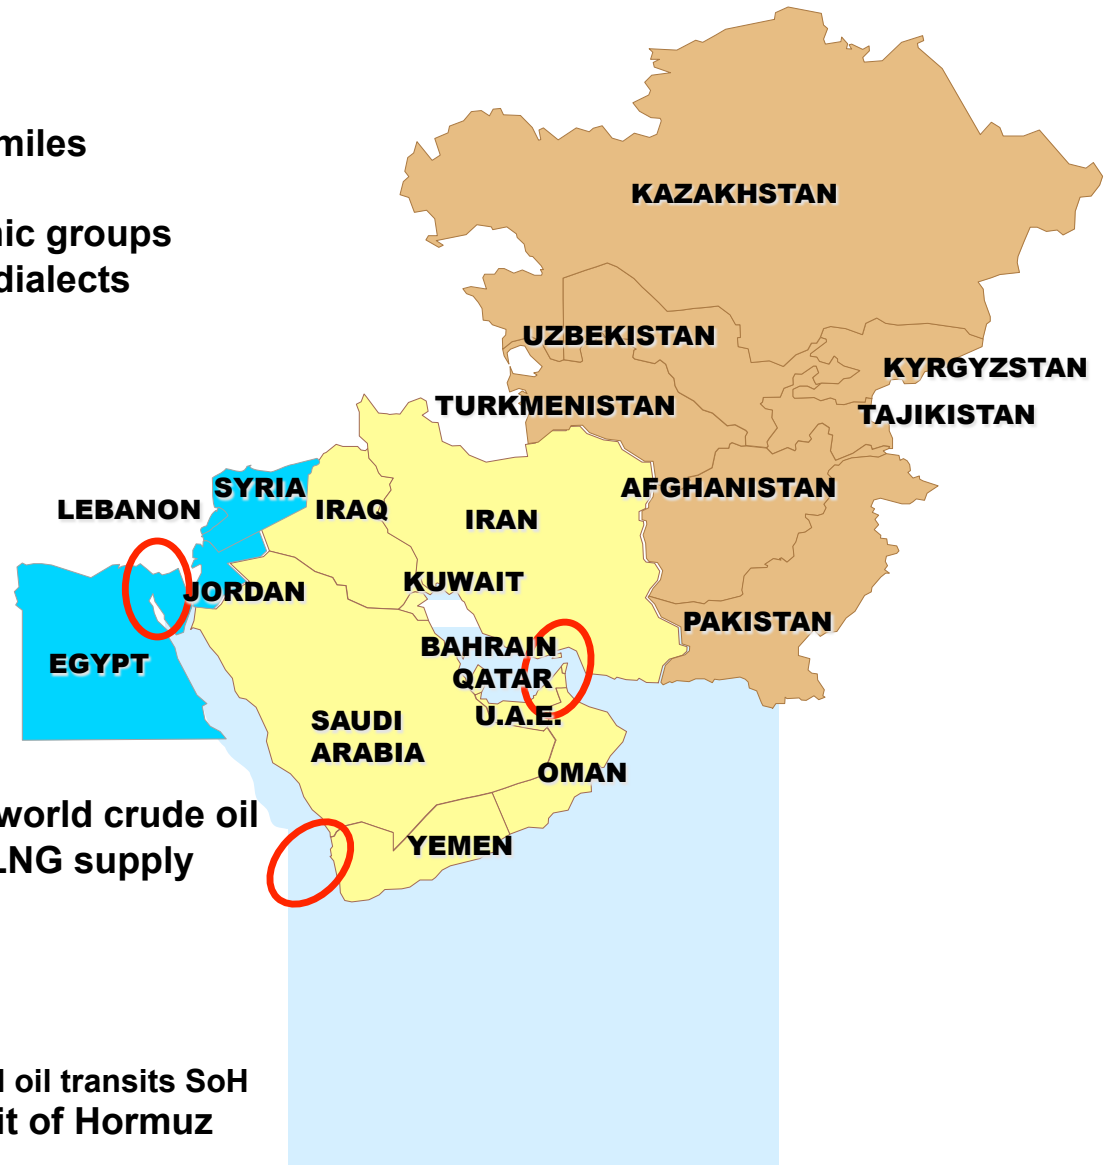 miles
nic groups
dialects
KAZAKHSTAN
UZBEKISTAN
KYRGYZSTAN
TURKMENISTAN
TAJIKISTAN
SYRIA
AFGHANISTAN
LEBANON
IRAQ
IRAN
KUWAIT
JORDAN
PAKISTAN
BAHRAIN
EGYPT
QATAR
U.A.E.
SAUDI
ARABIA
OMAN
world crude oil
LNG supply
YEMEN
l oil transits SoH
it of Hormuz